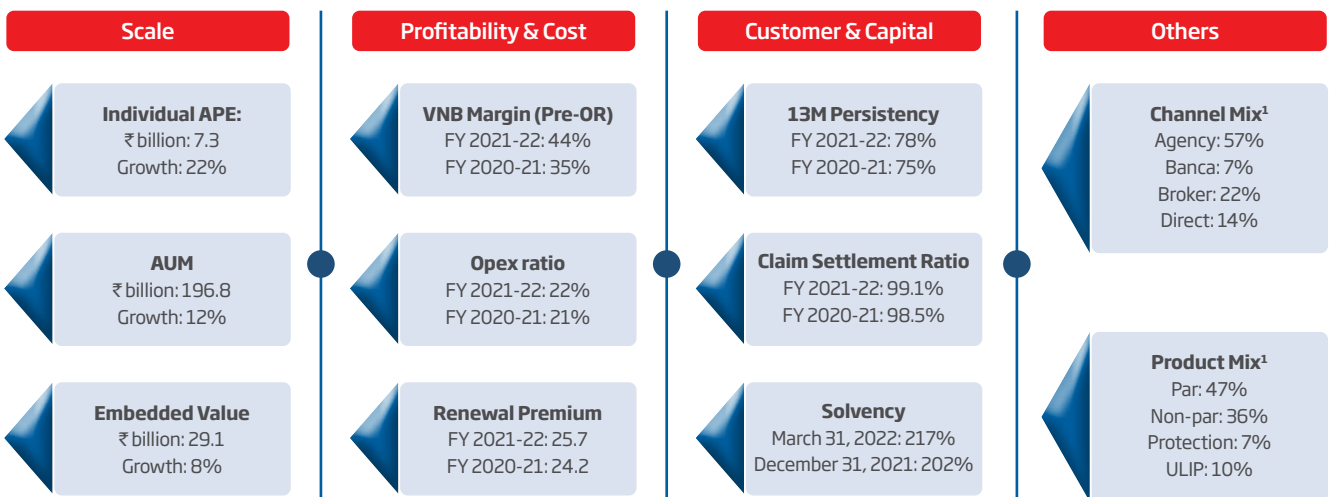 Scale
Individual APE:
₹ billion: 7.3
Growth: 22%
AUM
₹ billion: 196.8
Growth: 12%
Embedded Value
₹ billion: 29.1
Growth: 8%
Profitability & Cost
VNB Margin (Pre-OR)
FY 2021-22: 44%
FY 2020-21: 35%
Opex ratio
FY 2021-22: 22%
FY 2020-21: 21%
Renewal Premium
FY 2021-22: 25.7
FY 2020-21: 24.2
Customer & Capital
13M Persistency
FY 2021-22: 78%
FY 2020-21: 75%
Claim Settlement Ratio
FY 2021-22: 99.1%
FY 2020-21: 98.5%
Solvency
March 31, 2022: 217%
December 31, 2021: 202%
Others
Channel Mix¹
Agency: 57%
Banca: 7%
Broker: 22%
Direct: 14%
Product Mix¹
Par: 47%
Non-par: 36%
Protection: 7%
ULIP: 10%